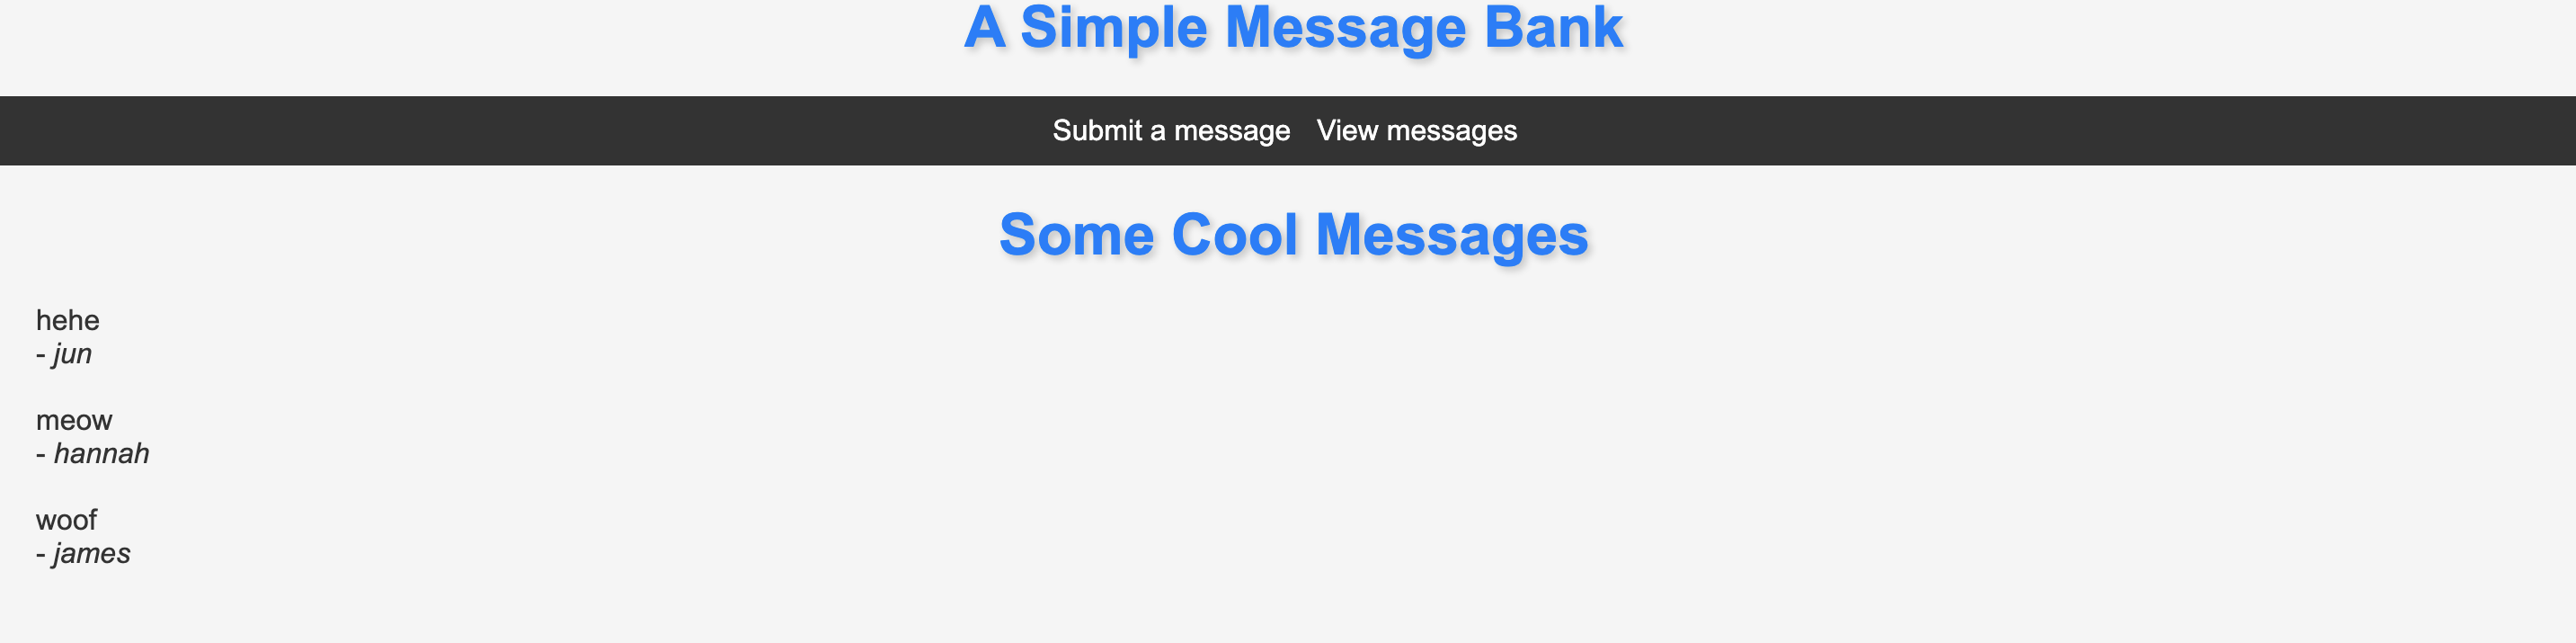 A Simple Message Bank
Submit a message View messages
Some Cool Messages
hehe
- jun
meow
- hannah
woof
- james